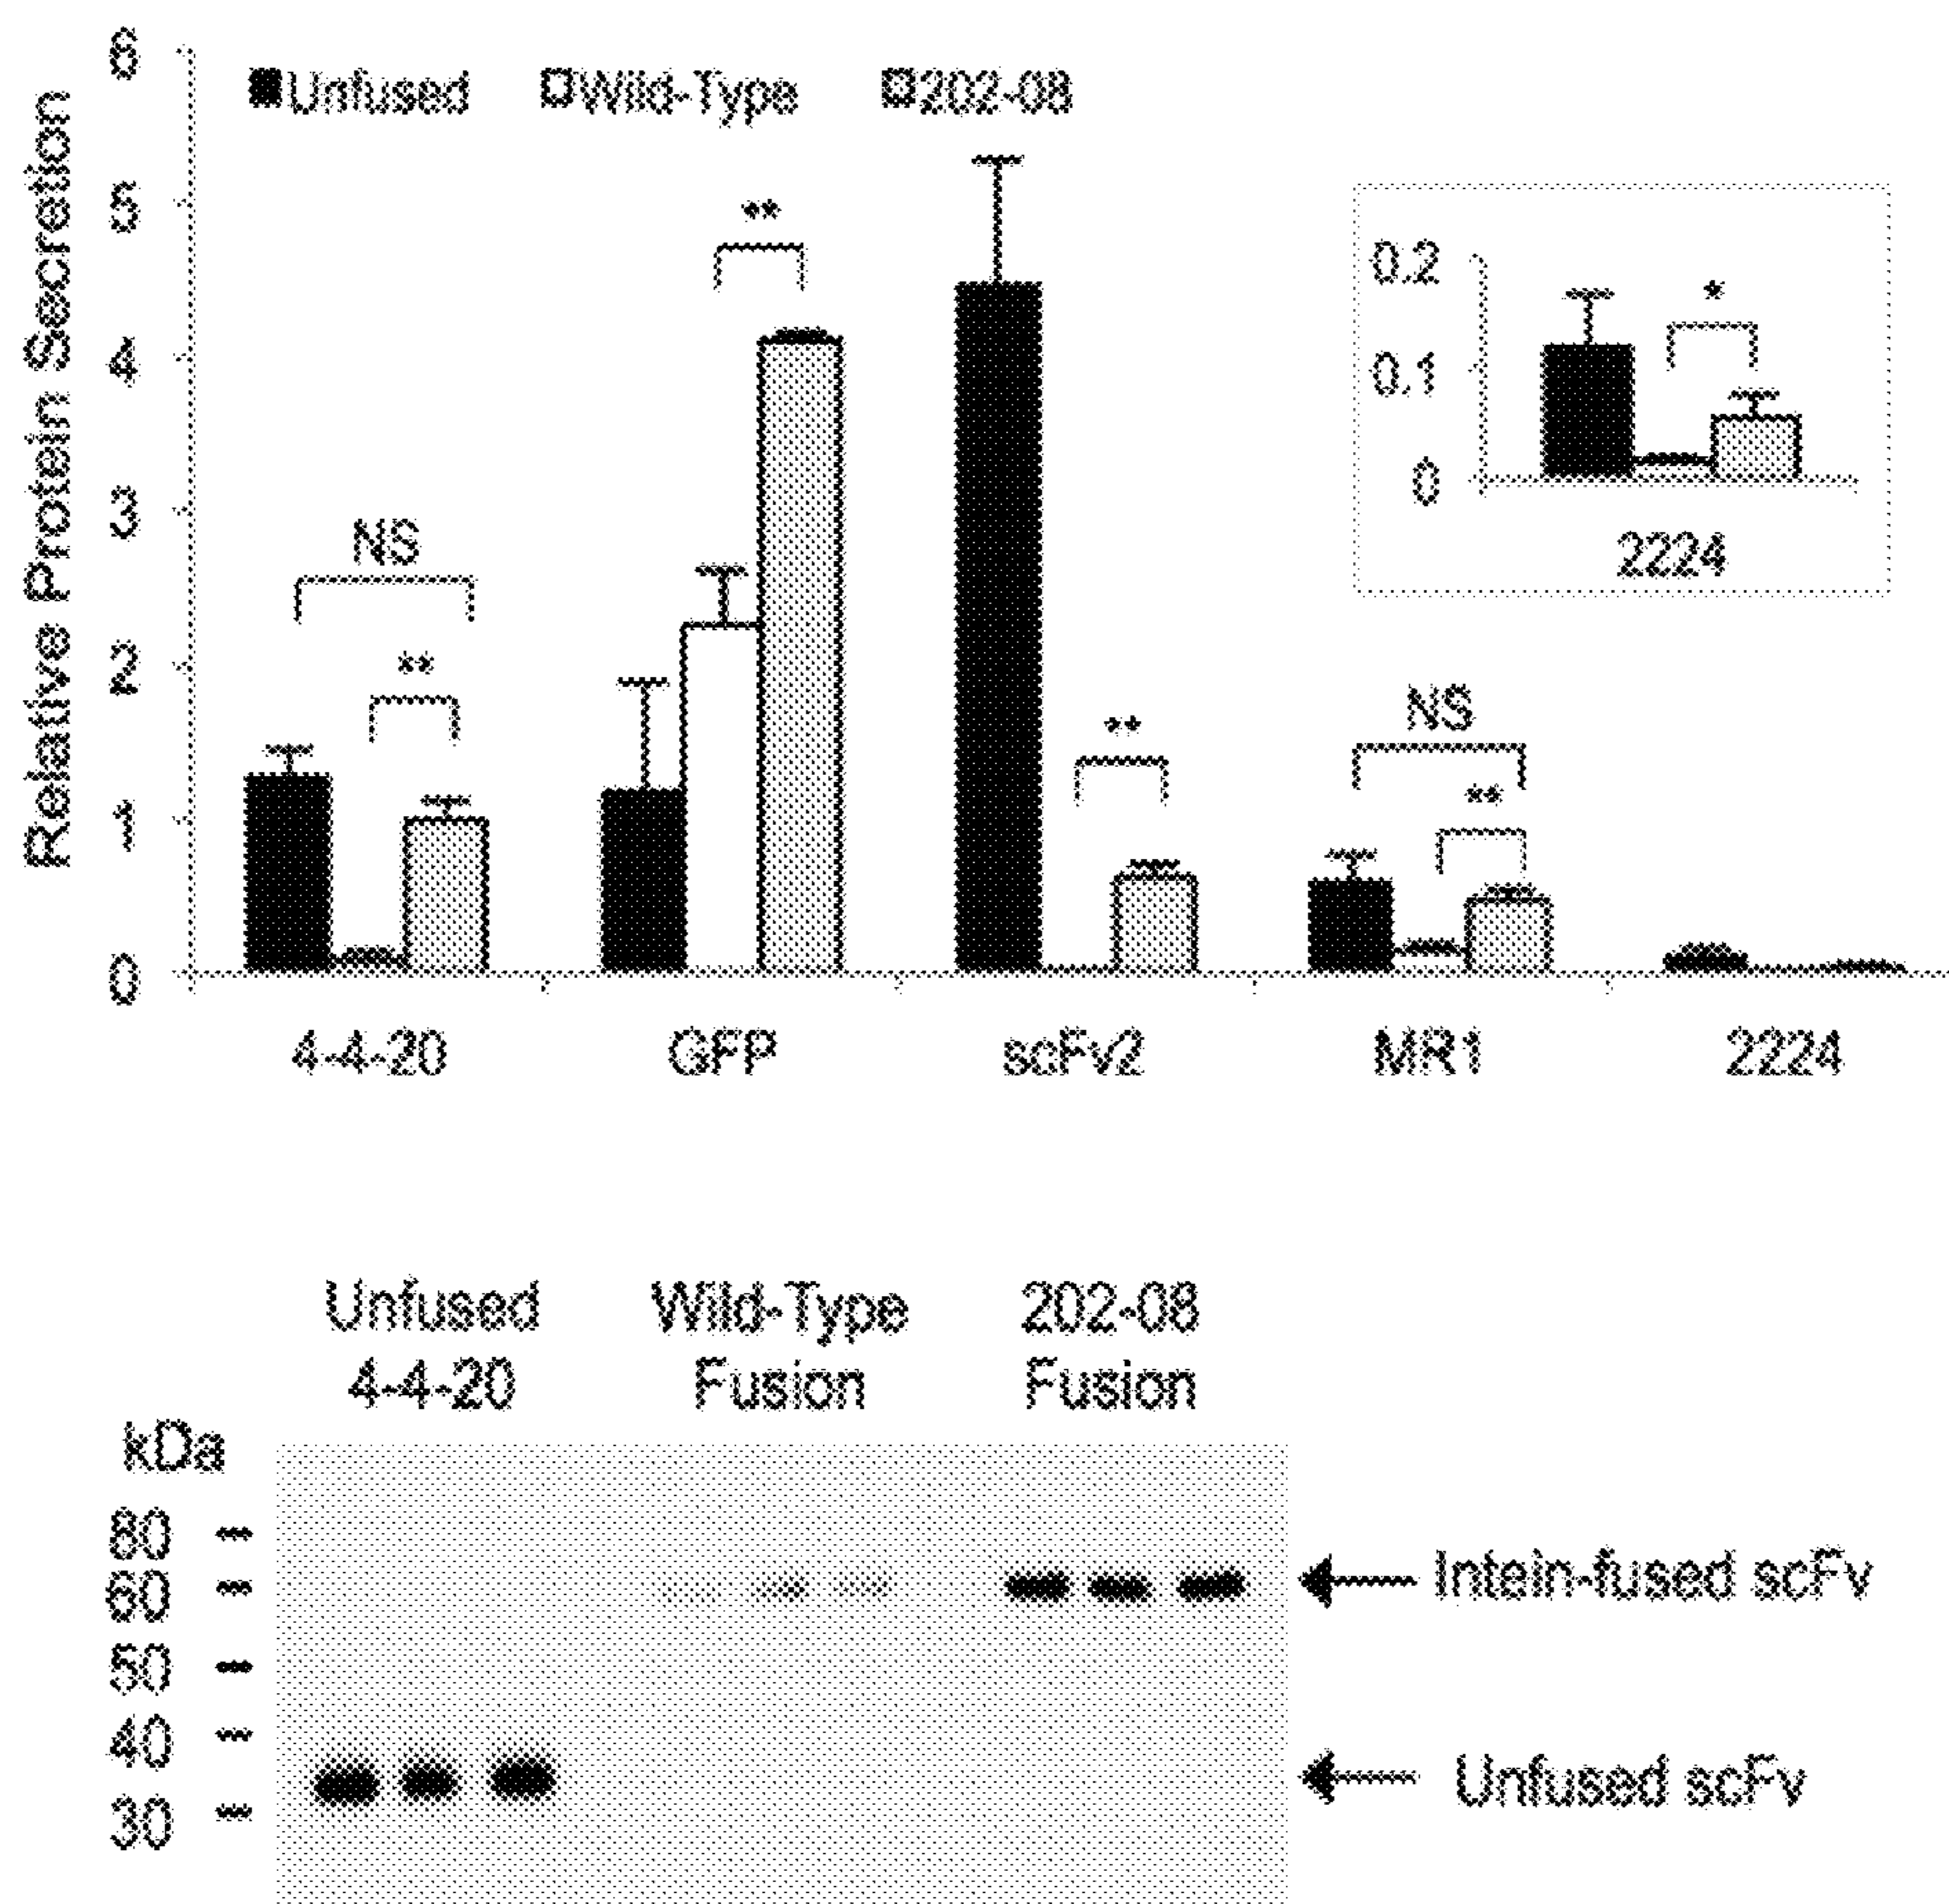 Relative Protein Secretion
6
5
4
3
2
1
0
Unfused Wild-Type 202-08
NS
**
**
**
NS
**
4-4-20 GFP scFv2 MR1 2224
0.2
0.1
0
*
2224
Unfused 4-4-20
Wild-Type Fusion
202-08 Fusion
kDa
80
60
50
40
30
Intein-fused scFv
Unfused scFv